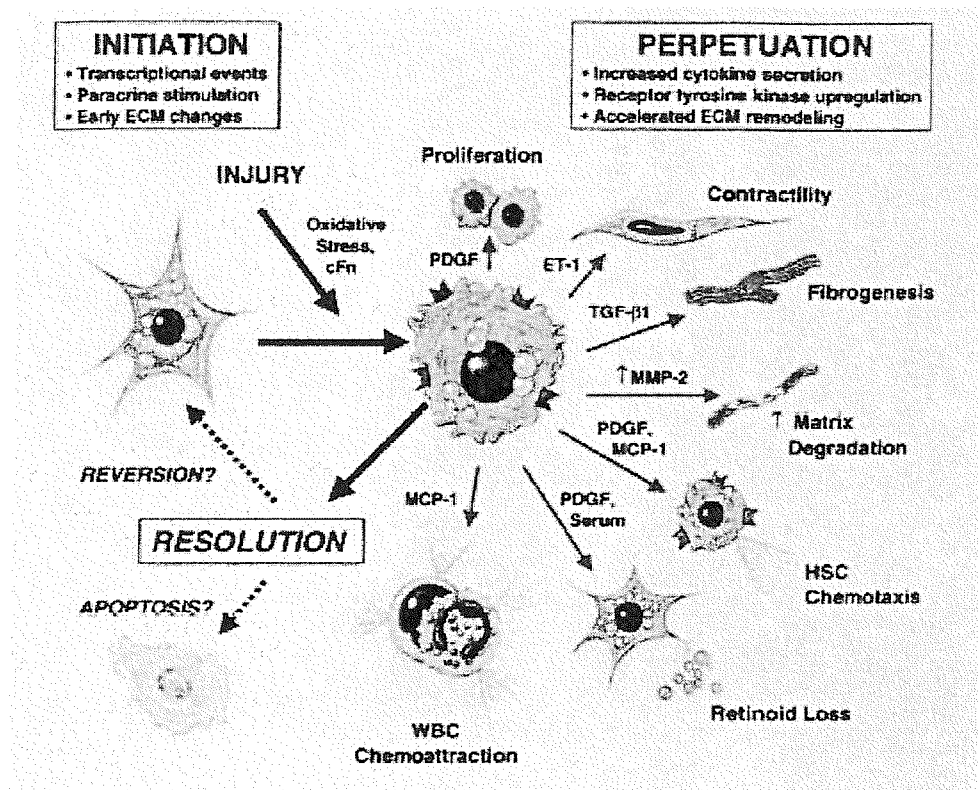 INITIATION
• Transcriptional events
• Paracrine stimulation
• Early ECM changes
PERPETUATION
• Increased cytokine secretion
• Receptor tyrosine kinase upregulation
• Accelerated ECM remodeling
INJURY
Oxidative
Stress,
cFn
Proliferation
PDGF
Contractility
ET-1
TGF-β1
Fibrogenesis
↑MMP-2
↑ Matrix
Degradation
PDGF,
MCP-1
HSC
Chemotaxis
PDGF,
Serum
Retinoid Loss
MCP-1
WBC
Chemoattraction
REVERSION?
RESOLUTION
APOPTOSIS?